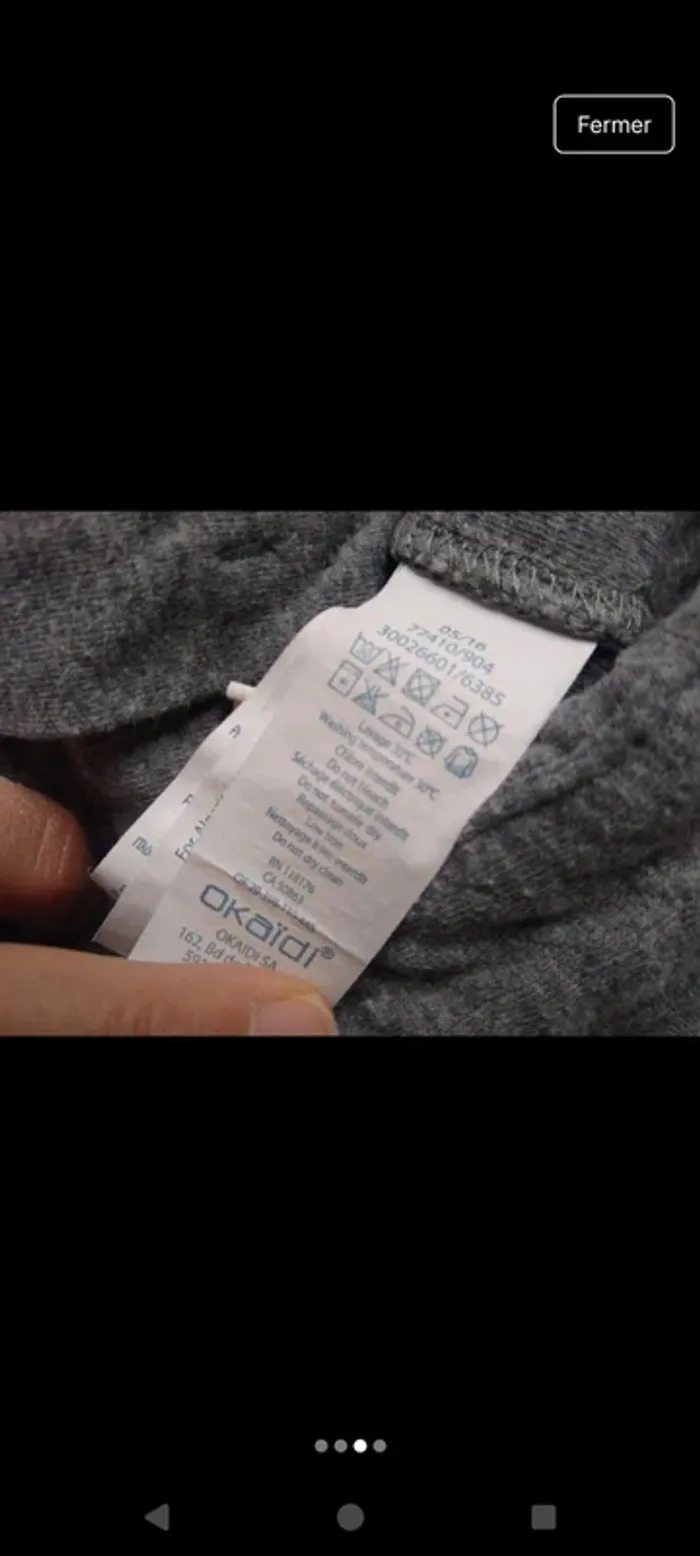 Fermer
05/16
77410/904
30026601/6385
Lavage 30°C
Washing temperature 30°C
Chlore interdit
Do not bleach
Séchage électrique interdit
Do not tumble dry
Repassage doux
Low iron
Nettoyage à sec interdit
Do not dry clean
RN 118176
CA 50863
okaïdi®
OKAIDI SA
162, Bd de